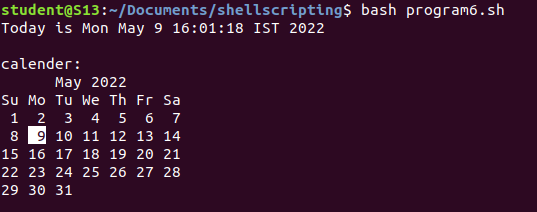 student@S13:~/Documents/shellscripting$ bash program6.sh
Today is Mon May 9 16:01:18 IST 2022
calender:
May 2022
Su Mo Tu We Th Fr Sa
1 2 3 4 5 6 7
8 9 10 11 12 13 14
15 16 17 18 19 20 21
22 23 24 25 26 27 28
29 30 31